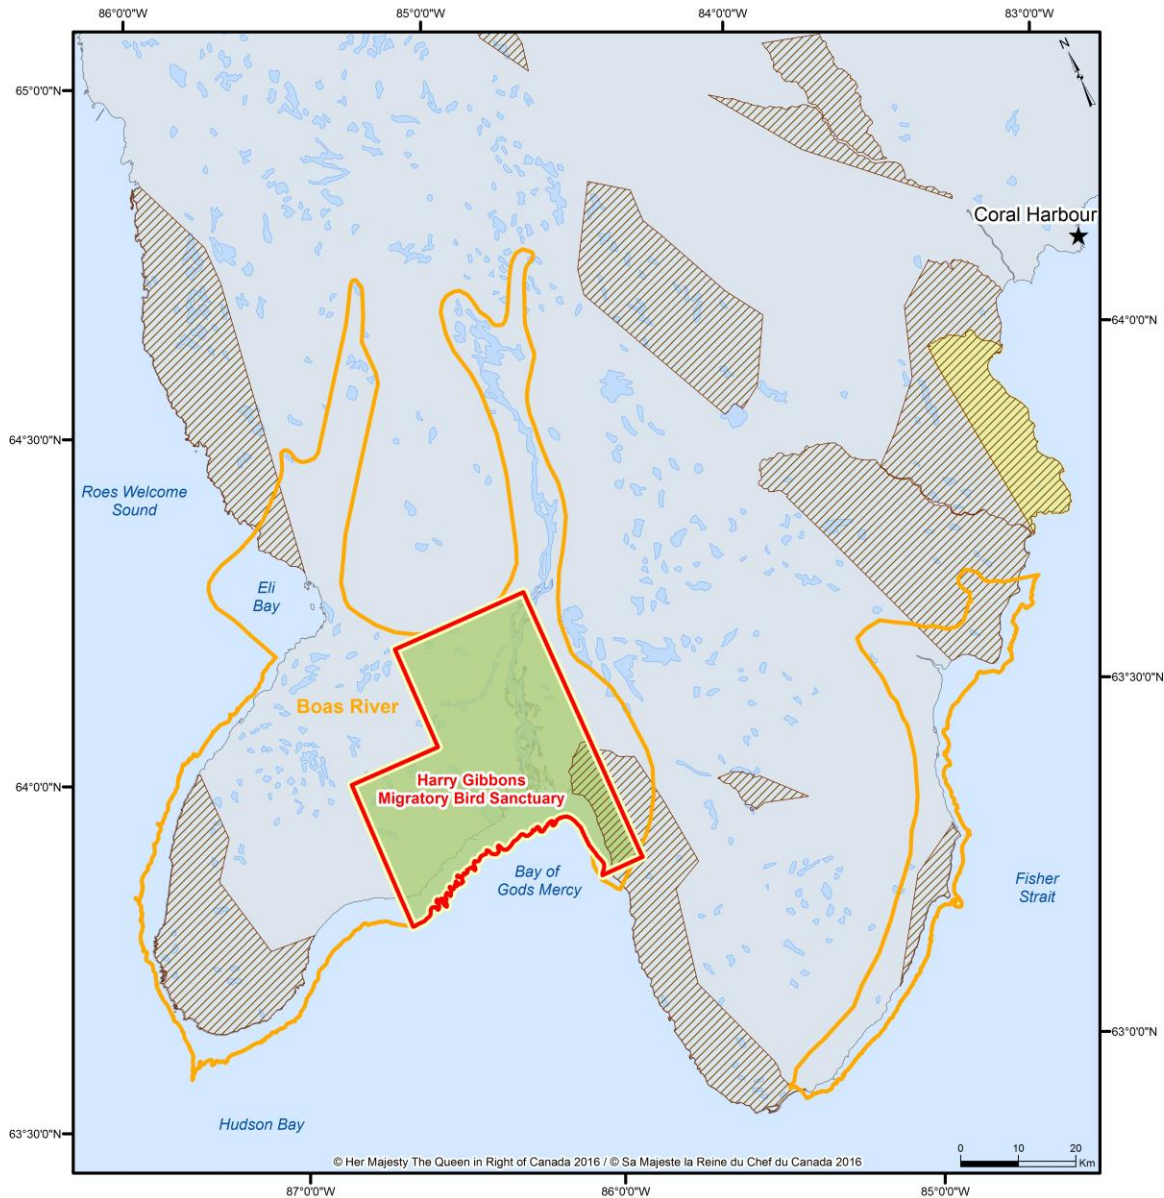 86°0'0"W
85°0'0"W
84°0'0"W
83°0'0"W
N
65°0'0"N
Coral Harbour
64°0'0"N
64°30'0"N
Roes Welcome
Sound
Eli
Bay
63°30'0"N
Boas River
Harry Gibbons
Migratory Bird Sanctuary
64°0'0"N
Bay of
Gods Mercy
Fisher
Strait
63°0'0"N
Hudson Bay
63°30'0"N
© Her Majesty The Queen in Right of Canada 2016 / © Sa Majeste la Reine du Chef du Canada 2016
0 10 20
Km
87°0'0"W
86°0'0"W
85°0'0"W